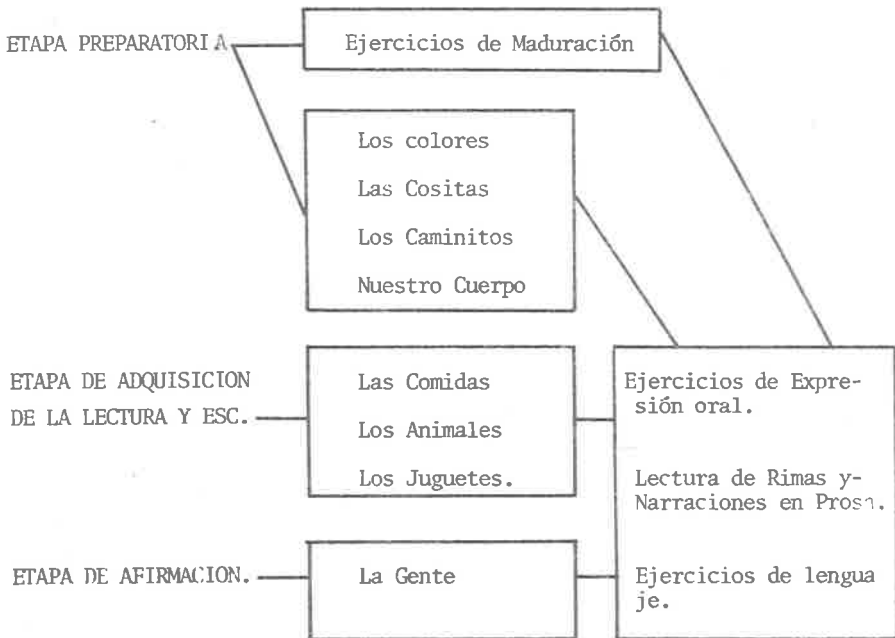 ETAPA PREPARATORIA
Ejercicios de Maduración
Los colores
Las Cositas
Los Caminitos
Nuestro Cuerpo
ETAPA DE ADQUISICION
DE LA LECTURA Y ESC.
Las Comidas
Los Animales
Los Juguetes.
Ejercicios de Expre-
sión oral.
Lectura de Rimas y-
Narraciones en Prosa.
ETAPA DE AFIRMACION.
La Gente
Ejercicios de lengua
je.